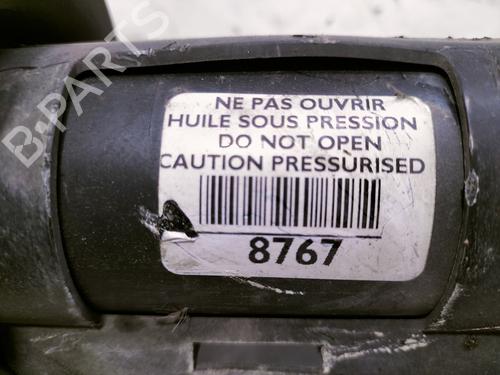 B-PARTS
NE PAS OUVRIR
HUILE SOUS PRESSION
DO NOT OPEN
CAUTION PRESSURISED
8767